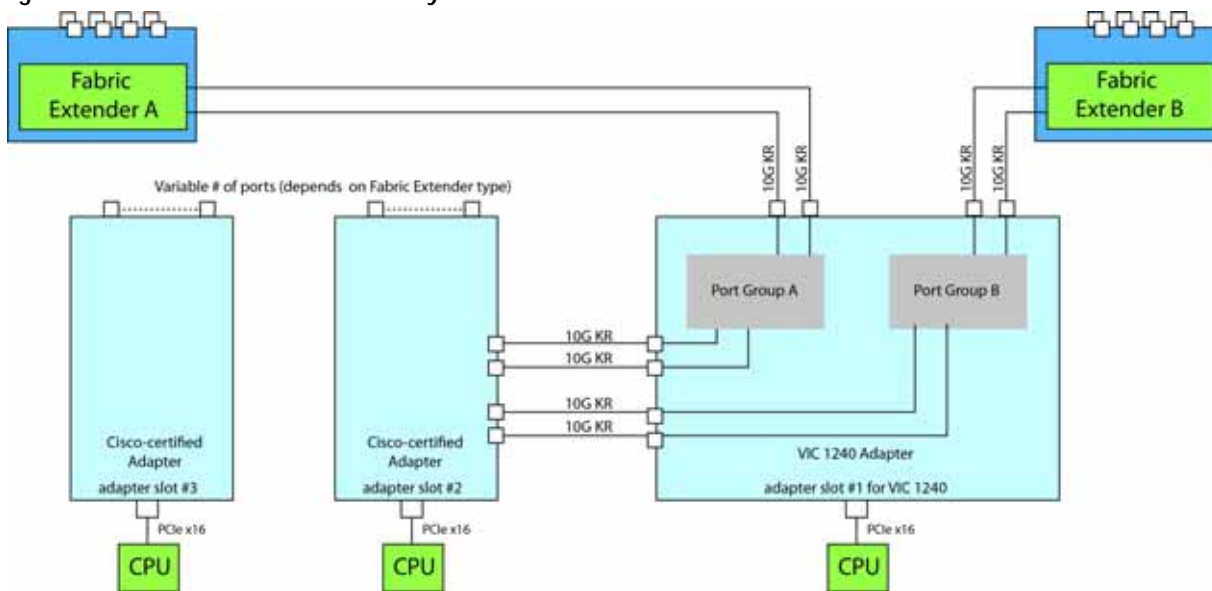 Fabric
Extender A
Fabric
Extender B
10G KR
10G KR
10G KR
10G KR
Variable # of ports (depends on Fabric Extender type)
Port Group A
Port Group B
10G KR
10G KR
10G KR
10G KR
Cisco-certified
Adapter
adapter slot #3
Cisco-certified
Adapter
adapter slot #2
VIC 1240 Adapter
adapter slot #1 for VIC 1240
PCIe x16
PCIe x16
PCIe x16
CPU
CPU
CPU